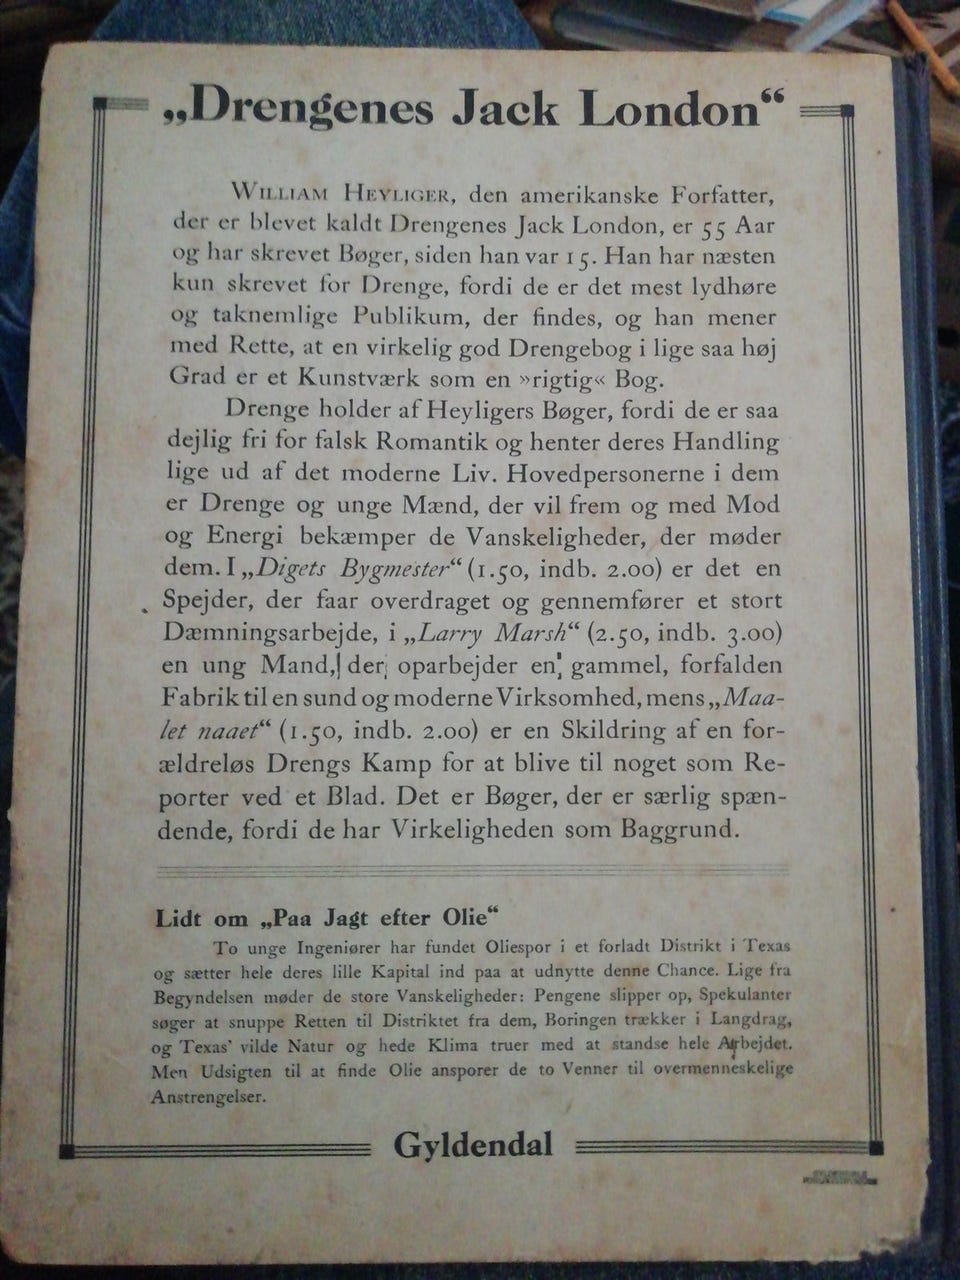 „Drengenes Jack London“
WILLIAM HEYLIGER, den amerikanske Forfatter,
der er blevet kaldt Drengenes Jack London, er 55 Aar
og har skrevet Bøger, siden han var 15. Han har næsten
kun skrevet for Drenge, fordi de er det mest lydhøre
og taknemlige Publikum, der findes, og han mener
med Rette, at en virkelig god Drengebog i lige saa høj
Grad er et Kunstværk som en »rigtig« Bog.
Drenge holder af Heyligers Bøger, fordi de er saa
dejlig fri for falsk Romantik og henter deres Handling
lige ud af det moderne Liv. Hovedpersonerne i dem
er Drenge og unge Mænd, der vil frem og med Mod
og Energi bekæmper de Vanskeligheder, der møder
dem. I „Digets Bygmester“ (1.50, indb. 2.00) er det en
Spejder, der faar overdraget og gennemfører et stort
Dæmningsarbejde, i „Larry Marsh“ (2.50, indb. 3.00)
en ung Mand, der oparbejder en gammel, forfalden
Fabrik til en sund og moderne Virksomhed, mens „Maa-
let naaet“ (1.50, indb. 2.00) er en Skildring af en for-
ældreløs Drengs Kamp for at blive til noget som Re-
porter ved et Blad. Det er Bøger, der er særlig spæn-
dende, fordi de har Virkeligheden som Baggrund.
Lidt om „Paa Jagt efter Olie“
To unge Ingeniører har fundet Oliespor i et forladt Distrikt i Texas
og sætter hele deres lille Kapital ind paa at udnytte denne Chance. Lige fra
Begyndelsen møder de store Vanskeligheder: Pengene slipper op, Spekulanter
søger at snuppe Retten til Distriktet fra dem, Boringen trækker i Langdrag,
og Texas' vilde Natur og hede Klima truer med at standse hele Arbejdet.
Men Udsigten til at finde Olie ansporer de to Venner til overmenneskelige
Anstrengelser.
Gyldendal